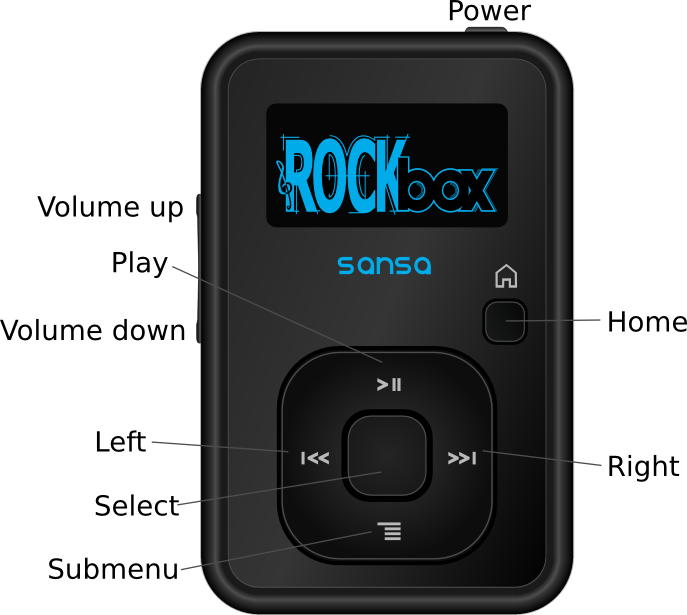 Power
ROCKbox
Volume up
Play
sansa
Volume down
Home
Left
Right
Select
Submenu